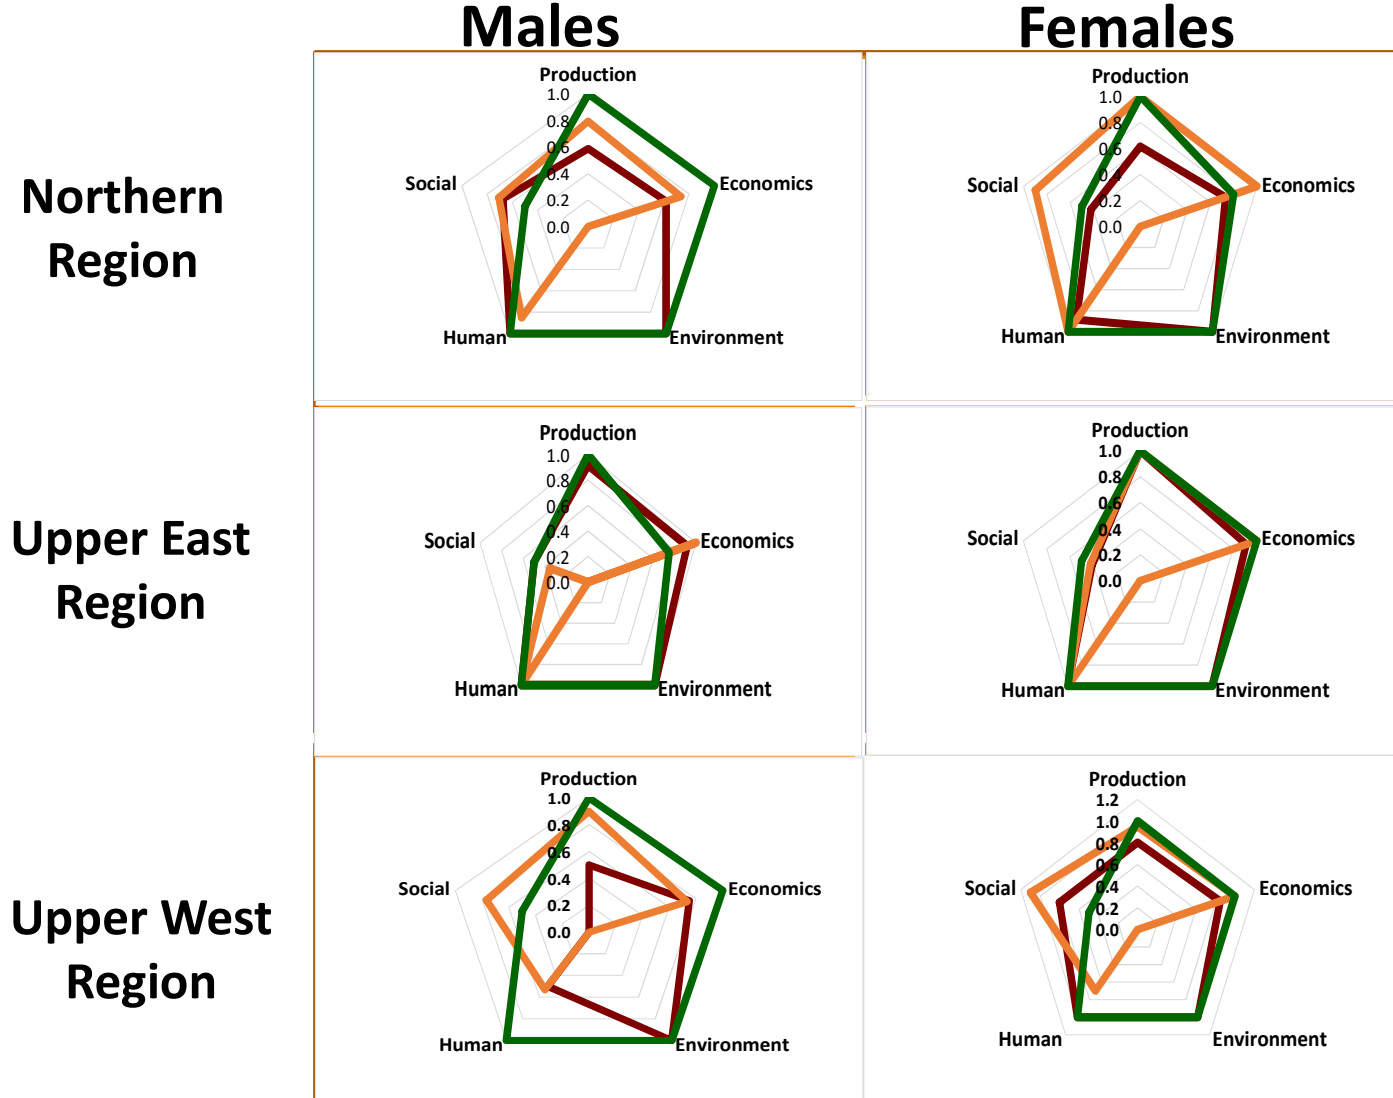 Males
Females
Northern
Region
Production
1.0
0.8
0.6
0.4
0.2
0.0
Social
Economics
Human
Environment
Production
1.0
0.8
0.6
0.4
0.2
0.0
Social
Economics
Human
Environment
Upper East
Region
Production
1.0
0.8
0.6
0.4
0.2
0.0
Social
Economics
Human
Environment
Production
1.0
0.8
0.6
0.4
0.2
0.0
Social
Economics
Human
Environment
Upper West
Region
Production
1.0
0.8
0.6
0.4
0.2
0.0
Social
Economics
Human
Environment
Production
1.2
1.0
0.8
0.6
0.4
0.2
0.0
Social
Economics
Human
Environment